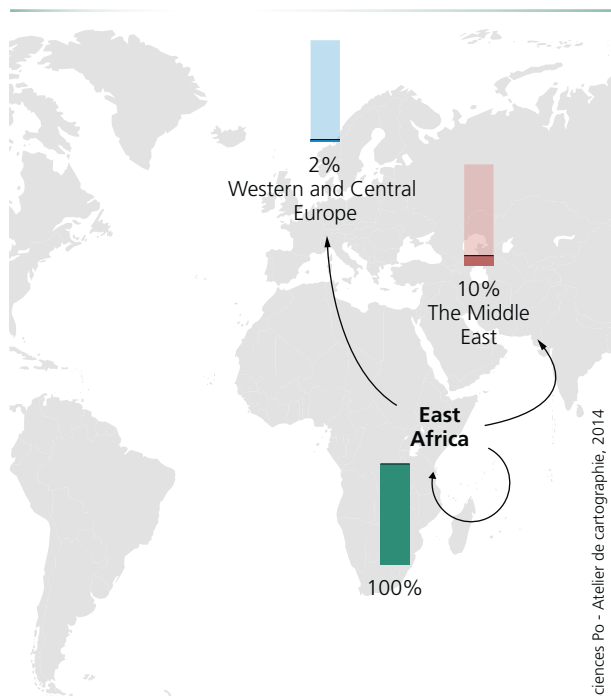 2%
Western and Central
Europe
10%
The Middle
East
East
Africa
100%
ciences Po - Atelier de cartographie, 2014